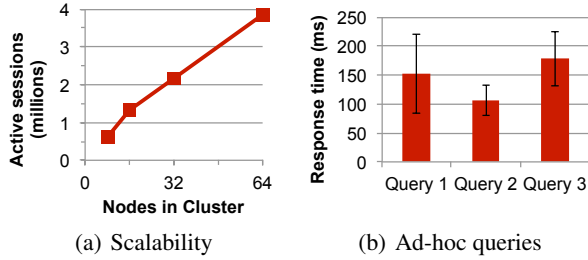 Active sessions
(millions)
4
3
2
1
0
0
32
64
Nodes in Cluster
(a) Scalability
Response time (ms)
250
200
150
100
50
0
Query 1 Query 2 Query 3
(b) Ad-hoc queries